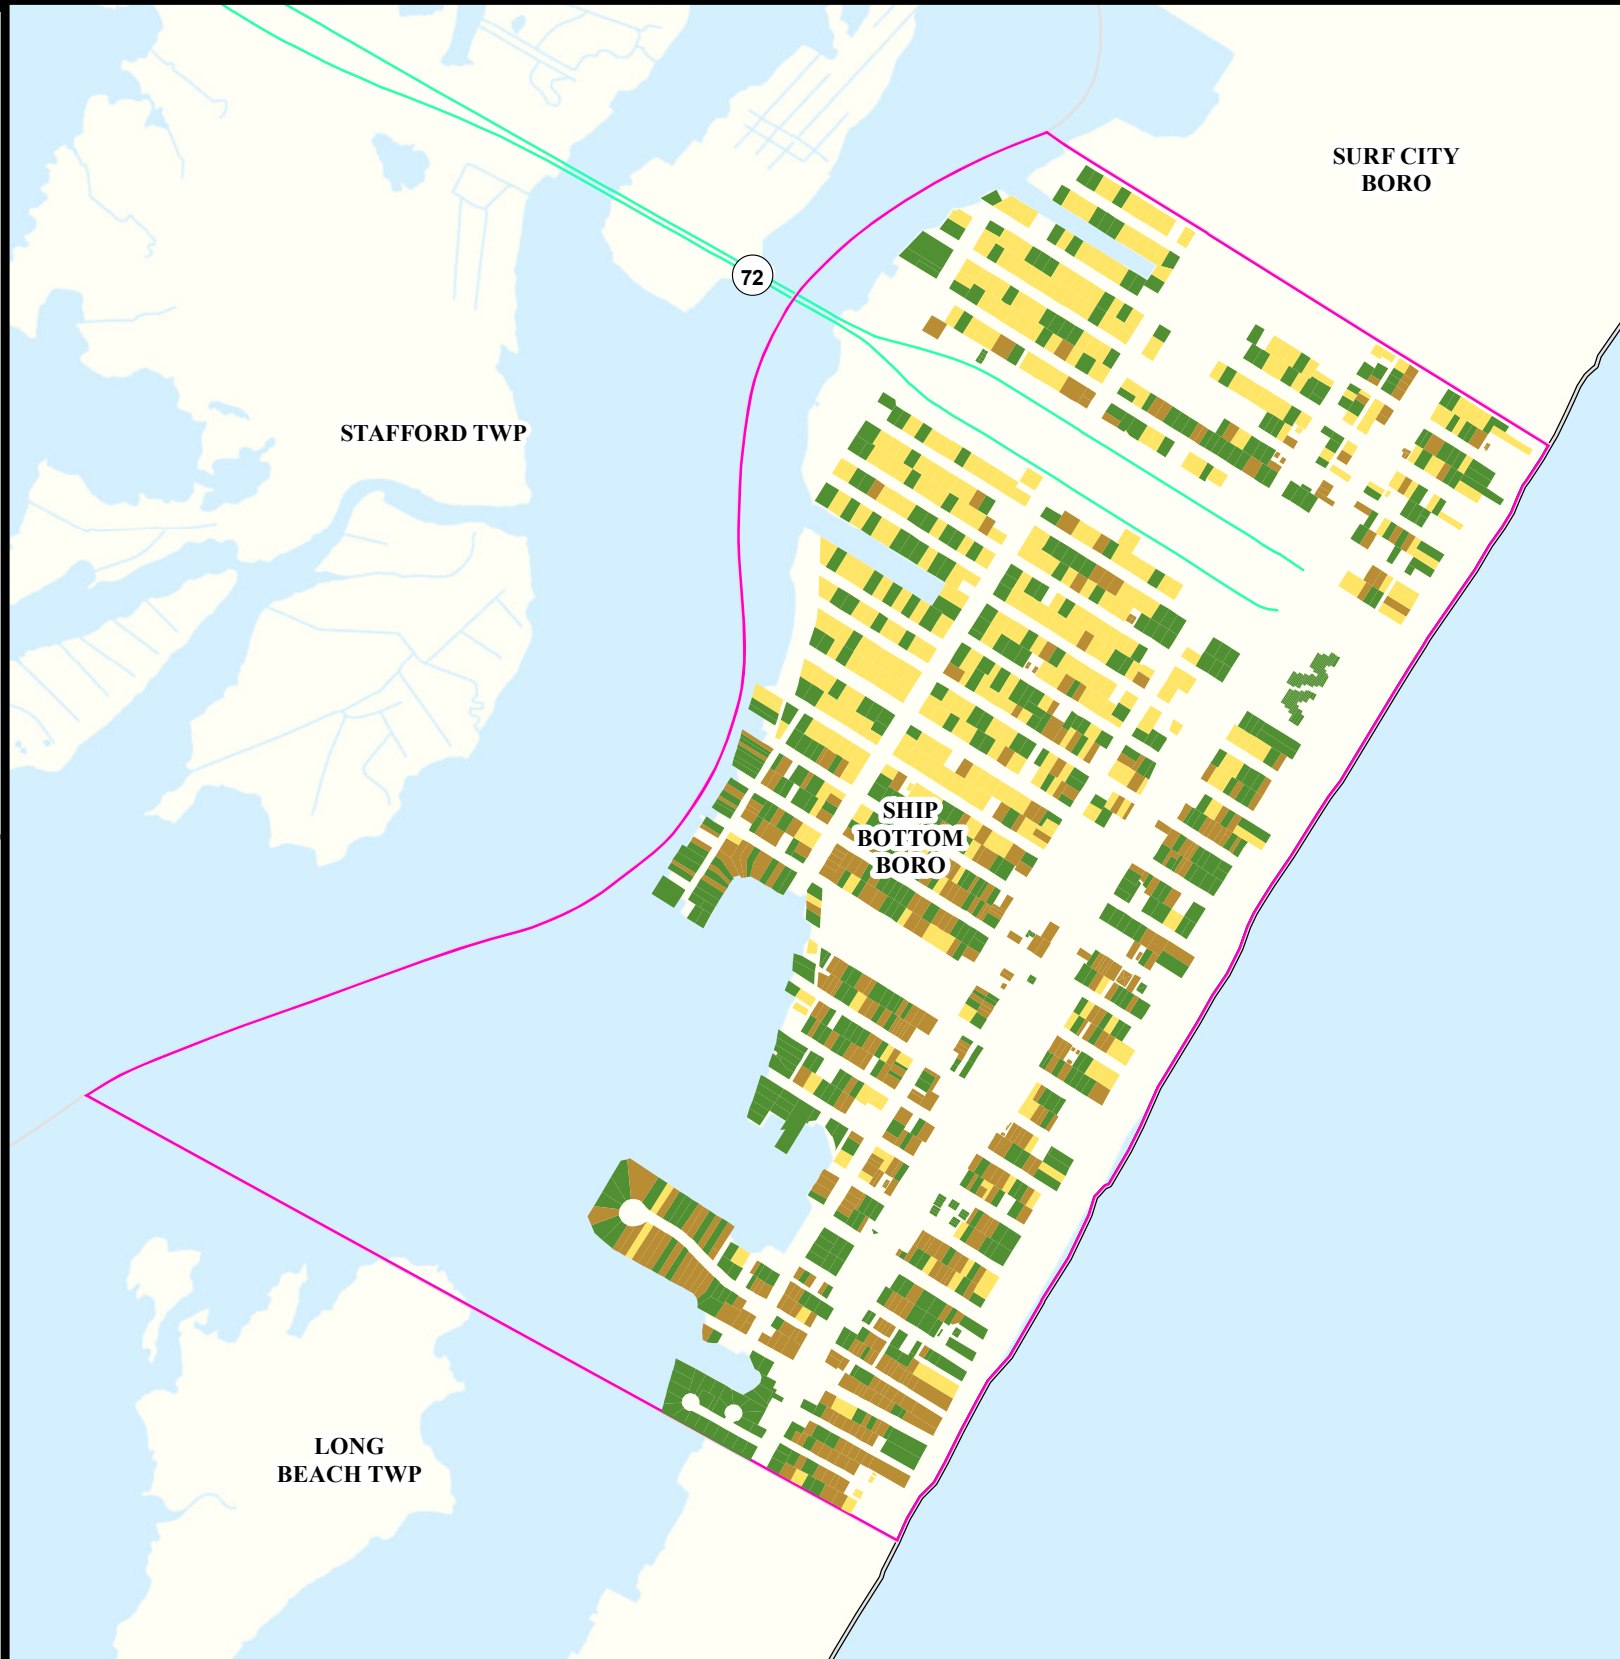 SURF CITY
BORO
72
STAFFORD TWP
SHIP
BOTTOM
BORO
LONG
BEACH TWP